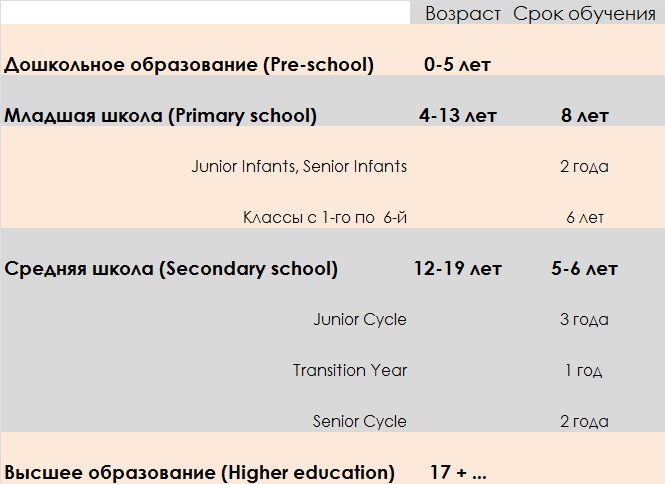 Возраст Срок обучения
Дошкольное образование (Pre-school) 0-5 лет
Младшая школа (Primary school) 4-13 лет 8 лет
Junior Infants, Senior Infants 2 года
Классы с 1-го по 6-й 6 лет
Средняя школа (Secondary school) 12-19 лет 5-6 лет
Junior Cycle 3 года
Transition Year 1 год
Senior Cycle 2 года
Высшее образование (Higher education) 17 + ...